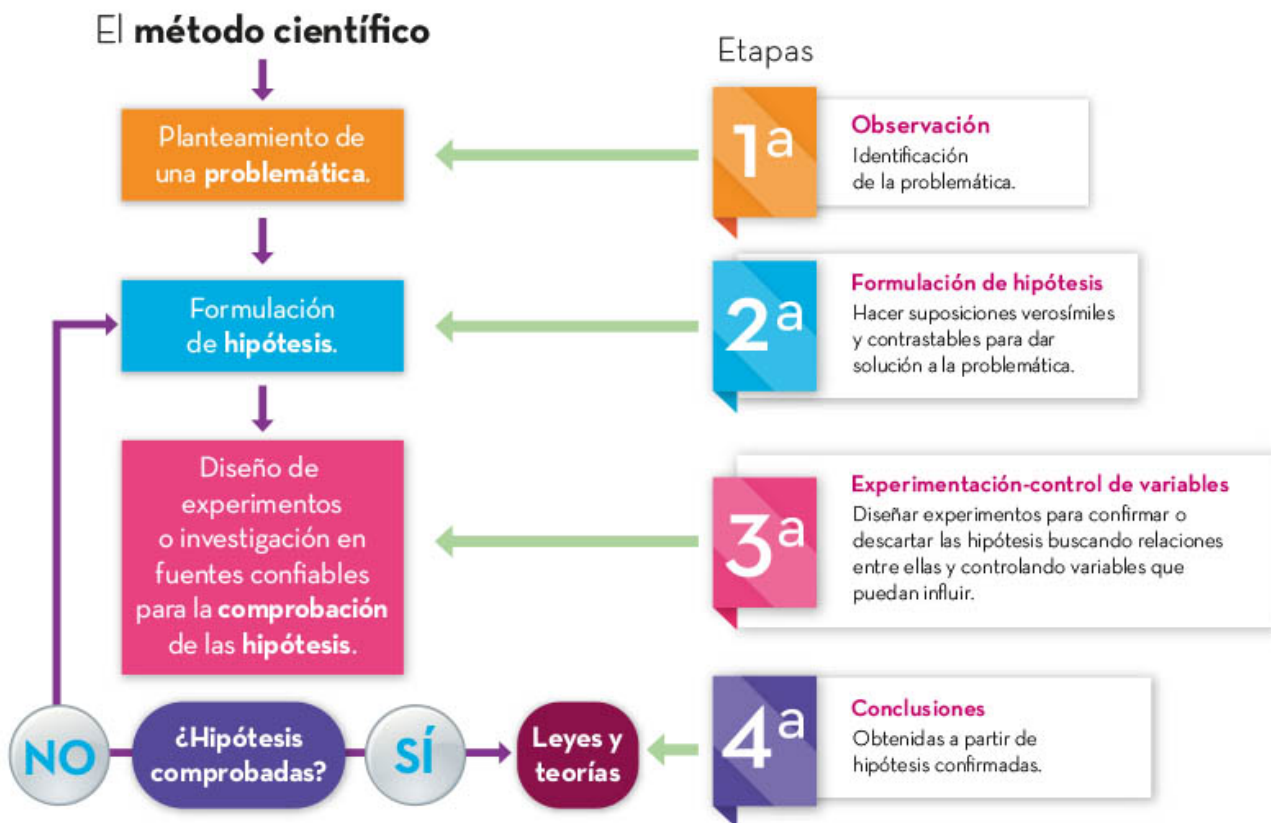 El método científico
Planteamiento de
una problemática.
Formulación
de hipótesis.
Diseño de
experimentos
o investigación en
fuentes confiables
para la comprobación
de las hipótesis.
NO
¿Hipótesis
comprobadas?
SÍ
Leyes y
teorías
Etapas
1a
Observación
Identificación
de la problemática.
2a
Formulación de hipótesis
Hacer suposiciones verosímiles
y contrastables para dar
solución a la problemática.
3a
Experimentación-control de variables
Diseñar experimentos para confirmar o
descartar las hipótesis buscando relaciones
entre ellas y controlando variables que
puedan influir.
4a
Conclusiones
Obtenidas a partir de
hipótesis confirmadas.